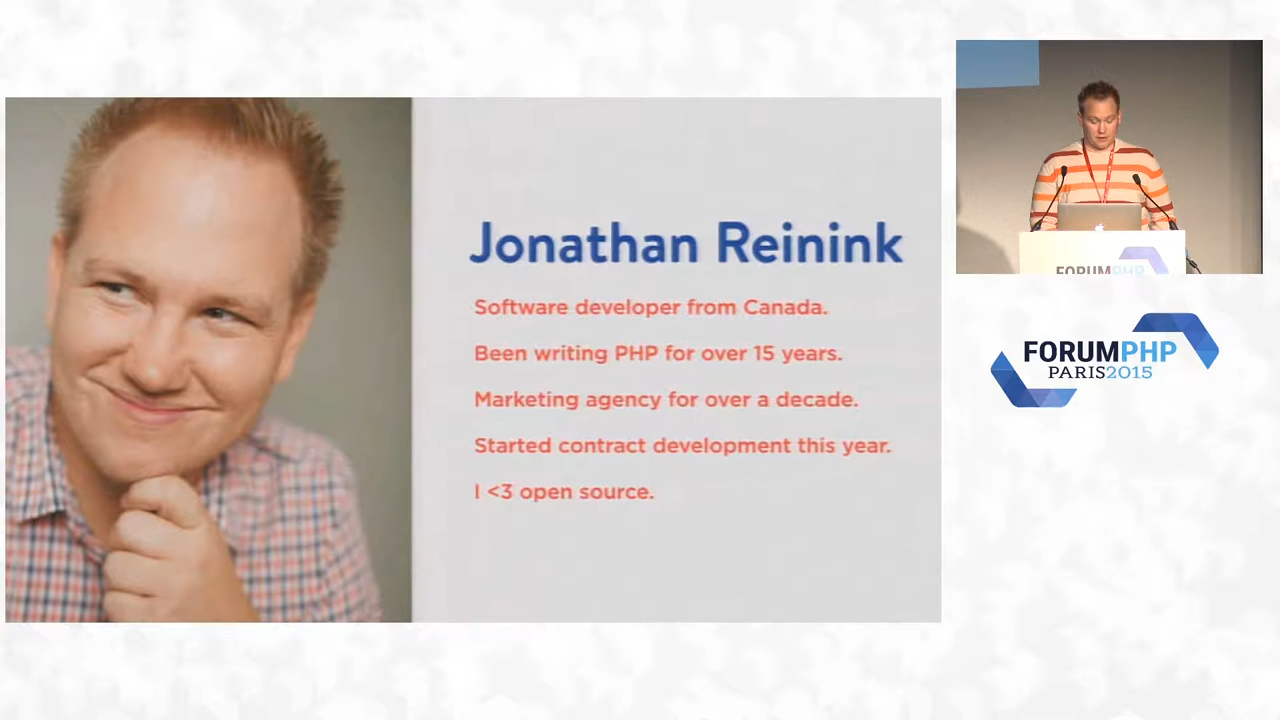 Jonathan Reinink
Software developer from Canada.
Been writing PHP for over 15 years.
Marketing agency for over a decade.
Started contract development this year.
I <3 open source.
FORUMPHP
FORUMPHP
PARIS2015